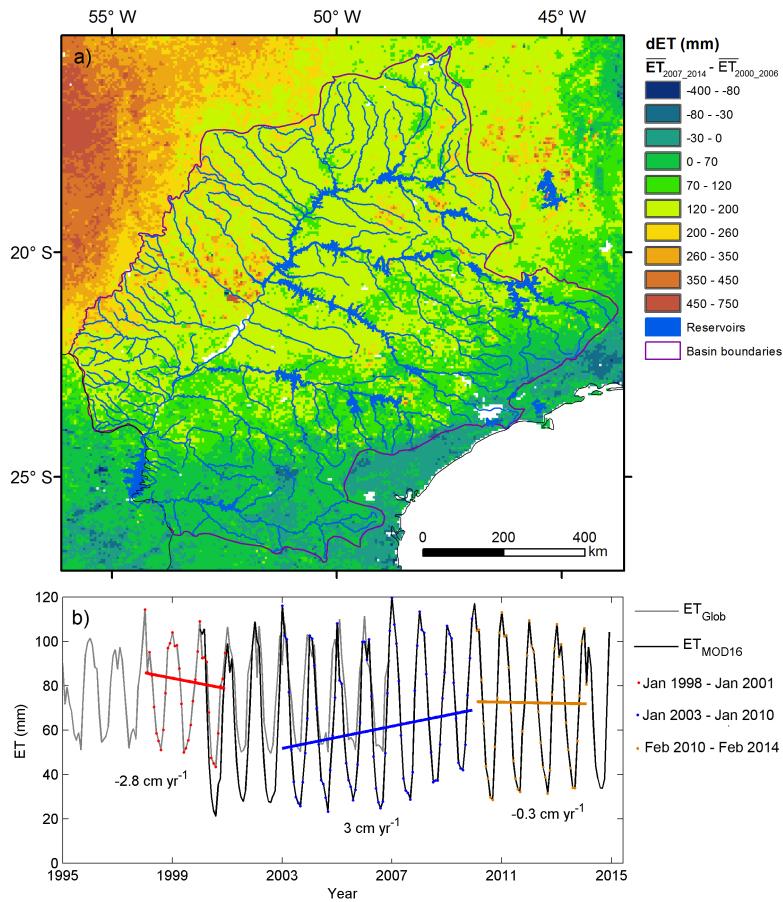 55° W 50° W 45° W
a)
20° S
25° S
0 200 400
km
dET (mm)
ET2007_2014 - ET2000_2006
-400 - -80
-80 - -30
-30 - 0
0 - 70
70 - 120
120 - 200
200 - 260
260 - 350
350 - 450
450 - 750
Reservoirs
Basin boundaries
b)
120
100
80
60
40
20
0
ET (mm)
-2.8 cm yr-1
3 cm yr-1
-0.3 cm yr-1
1995 1999 2003 2007 2011 2015
Year
ETGlob
ETMOD16
Jan 1998 - Jan 2001
Jan 2003 - Jan 2010
Feb 2010 - Feb 2014